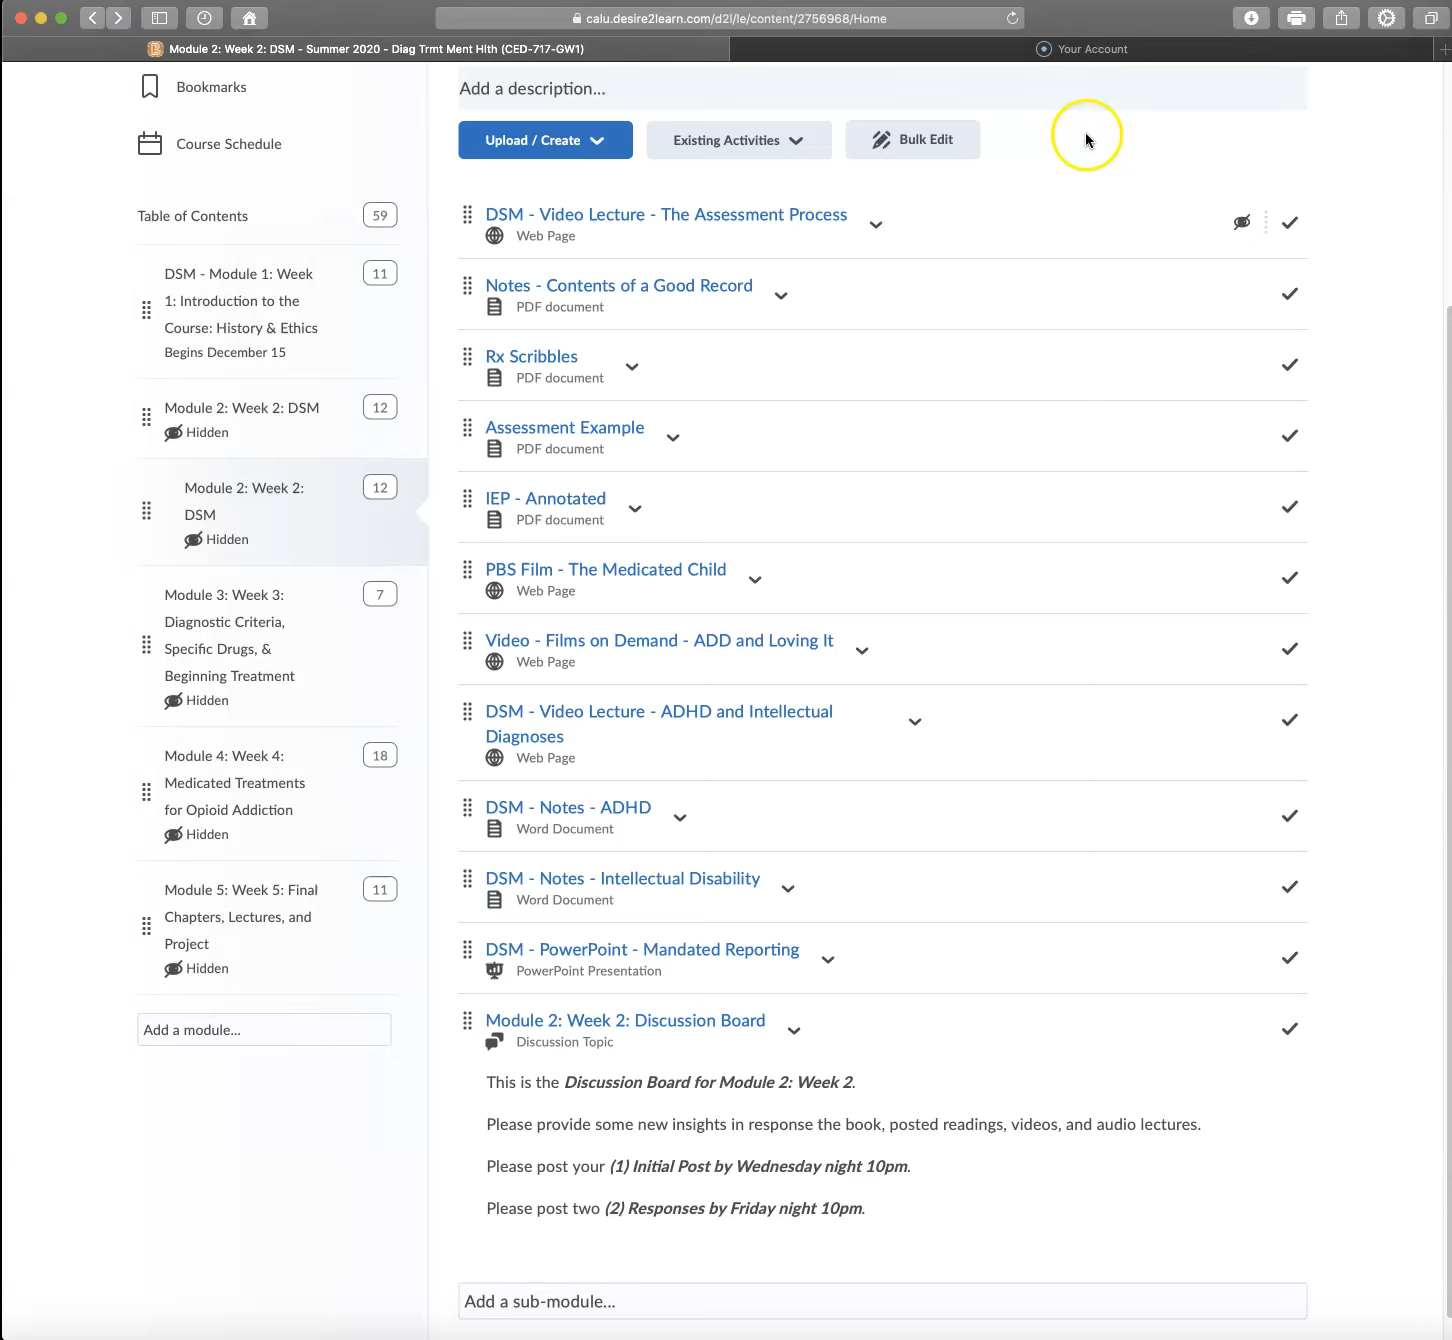 calu.desire2learn.com/d2l/le/content/2756968/Home
Module 2: Week 2: DSM - Summer 2020 - Diag Trmt Ment Hlth (CED-717-GW1)
Your Account
Bookmarks
Course Schedule
Table of Contents
59
DSM - Module 1: Week
1: Introduction to the
Course: History & Ethics
Begins December 15
11
Module 2: Week 2: DSM
12
Hidden
Module 2: Week 2:
DSM
12
Hidden
Module 3: Week 3:
Diagnostic Criteria,
Specific Drugs, &
Beginning Treatment
7
Hidden
Module 4: Week 4:
Medicated Treatments
for Opioid Addiction
18
Hidden
Module 5: Week 5: Final
Chapters, Lectures, and
Project
11
Hidden
Add a module...
Add a description...
Upload / Create
Existing Activities
Bulk Edit
DSM - Video Lecture - The Assessment Process
Web Page
Notes - Contents of a Good Record
PDF document
Rx Scribbles
PDF document
Assessment Example
PDF document
IEP - Annotated
PDF document
PBS Film - The Medicated Child
Web Page
Video - Films on Demand - ADD and Loving It
Web Page
DSM - Video Lecture - ADHD and Intellectual
Diagnoses
Web Page
DSM - Notes - ADHD
Word Document
DSM - Notes - Intellectual Disability
Word Document
DSM - PowerPoint - Mandated Reporting
PowerPoint Presentation
Module 2: Week 2: Discussion Board
Discussion Topic
This is the Discussion Board for Module 2: Week 2.
Please provide some new insights in response the book, posted readings, videos, and audio lectures.
Please post your (1) Initial Post by Wednesday night 10pm.
Please post two (2) Responses by Friday night 10pm.
Add a sub-module...